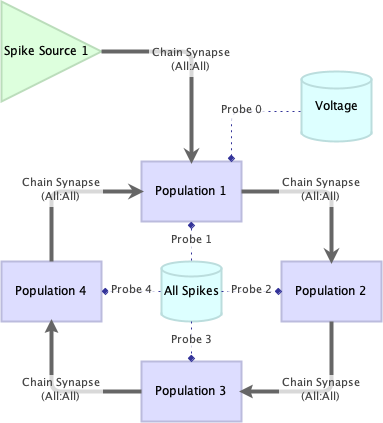 Spike Source 1
Chain Synapse
(All:All)
Probe 0
Voltage
Chain Synapse
(All:All)
Population 1
Chain Synapse
(All:All)
Probe 1
Population 4
Probe 4
All Spikes
Probe 2
Population 2
Probe 3
Chain Synapse
(All:All)
Population 3
Chain Synapse
(All:All)